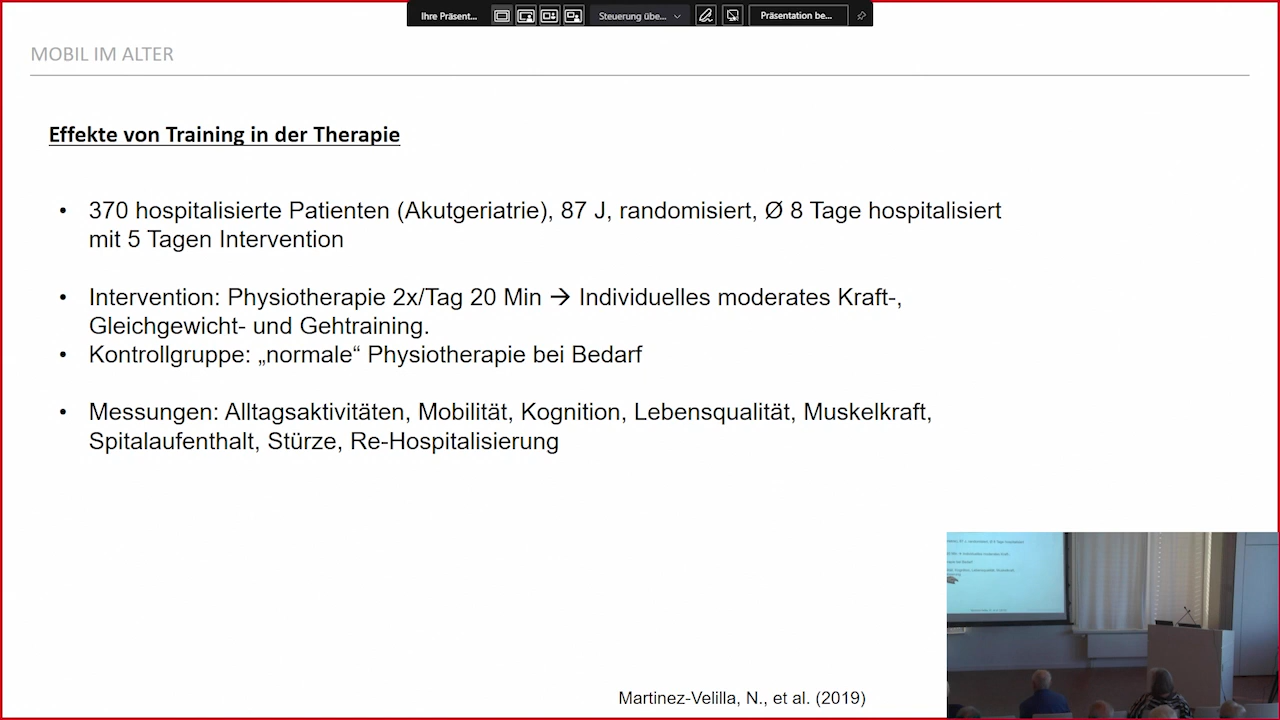 Ihre Präsent...
Steuerung übe...
Präsentation be...
MOBIL IM ALTER
Effekte von Training in der Therapie
• 370 hospitalisierte Patienten (Akutgeriatrie), 87 J, randomisiert, Ø 8 Tage hospitalisiert
mit 5 Tagen Intervention
• Intervention: Physiotherapie 2x/Tag 20 Min → Individuelles moderates Kraft-,
Gleichgewicht- und Gehtraining.
• Kontrollgruppe: „normale“ Physiotherapie bei Bedarf
• Messungen: Alltagsaktivitäten, Mobilität, Kognition, Lebensqualität, Muskelkraft,
Spitalaufenthalt, Stürze, Re-Hospitalisierung
Martinez-Velilla, N., et al. (2019)